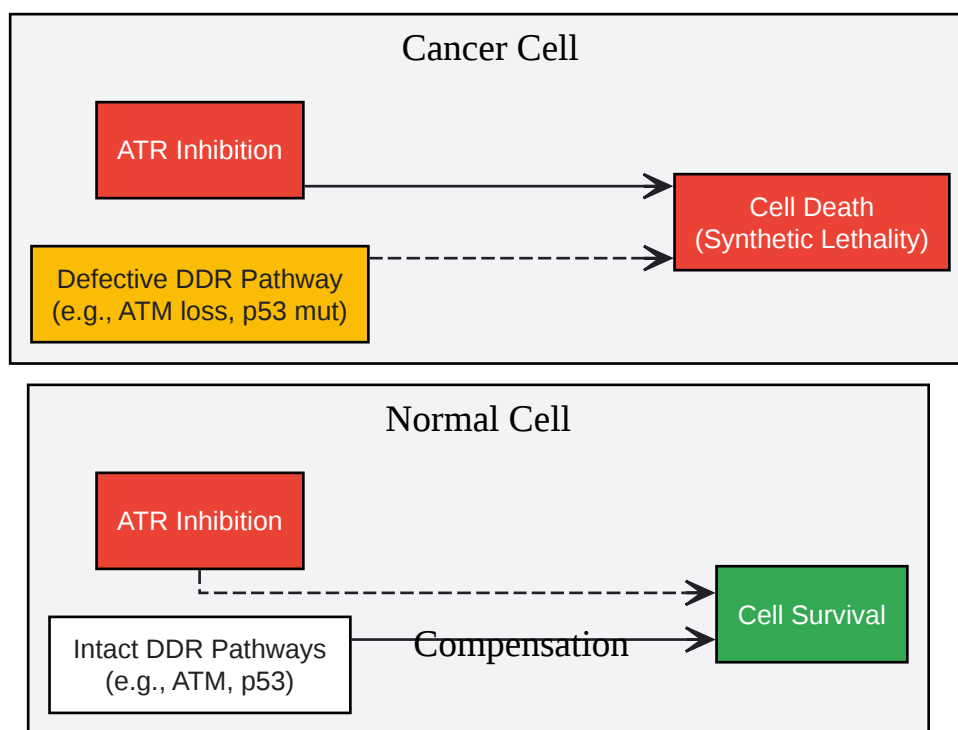 Cancer Cell
ATR Inhibition
Cell Death
(Synthetic Lethality)
Defective DDR Pathway
(e.g., ATM loss, p53 mut)
Normal Cell
ATR Inhibition
Cell Survival
Compensation
Intact DDR Pathways
(e.g., ATM, p53)